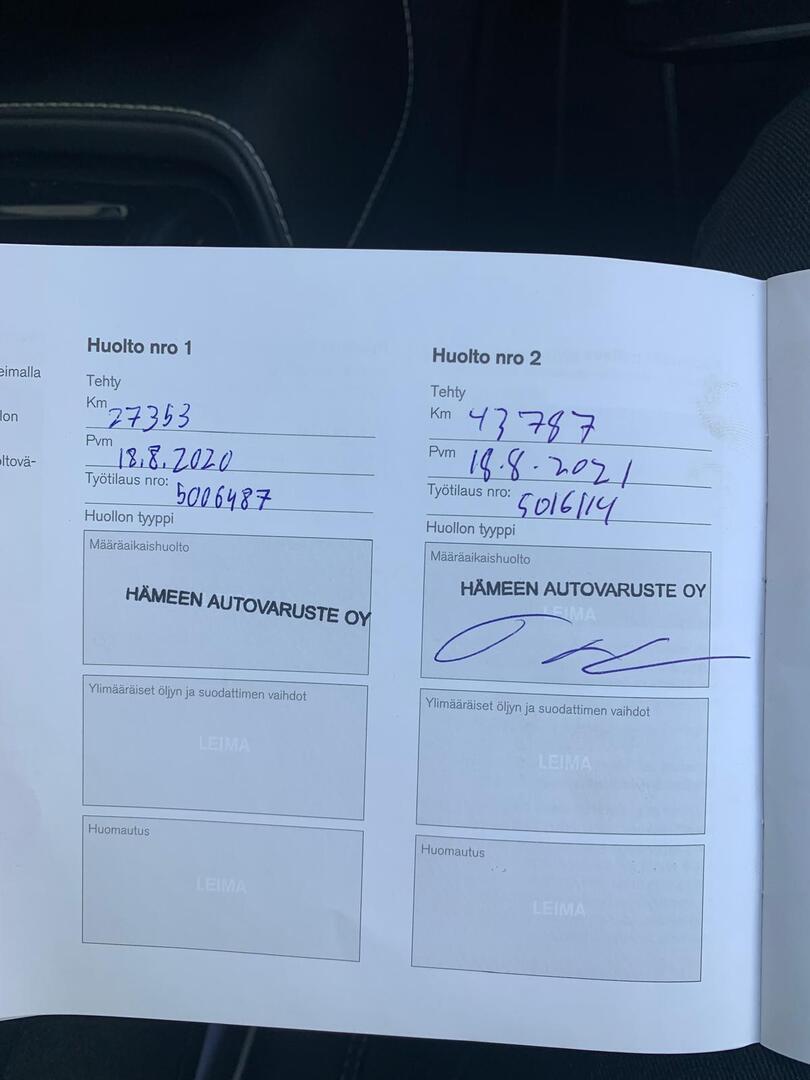 eimalla
lon
oltovä-
Huolto nro 1
Tehty
Km 27353
Pvm 18.8.2020
Työtilaus nro: 5006487
Huollon tyyppi
Määräaikaishuolto
HÄMEEN AUTOVARUSTE OY
Ylimääräiset öljyn ja suodattimen vaihdot
LEIMA
Huomautus
LEIMA
Huolto nro 2
Tehty
Km 43787
Pvm 18.8.2021
Työtilaus nro: 5016114
Huollon tyyppi
Määräaikaishuolto
HÄMEEN AUTOVARUSTE OY
LEIMA
Ylimääräiset öljyn ja suodattimen vaihdot
LEIMA
Huomautus
LEIMA